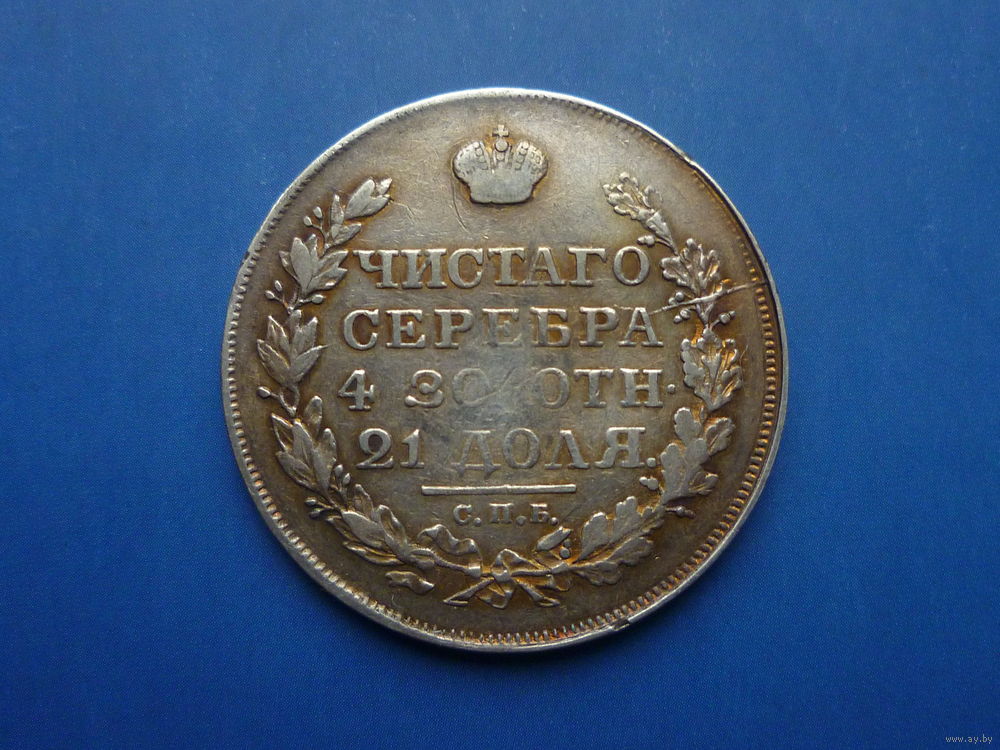 ЧИСТАГО
СЕРЕБРА
4 ЗОЛОТН·
21 ДОЛЯ.
С.П.Б.
www.ay.by